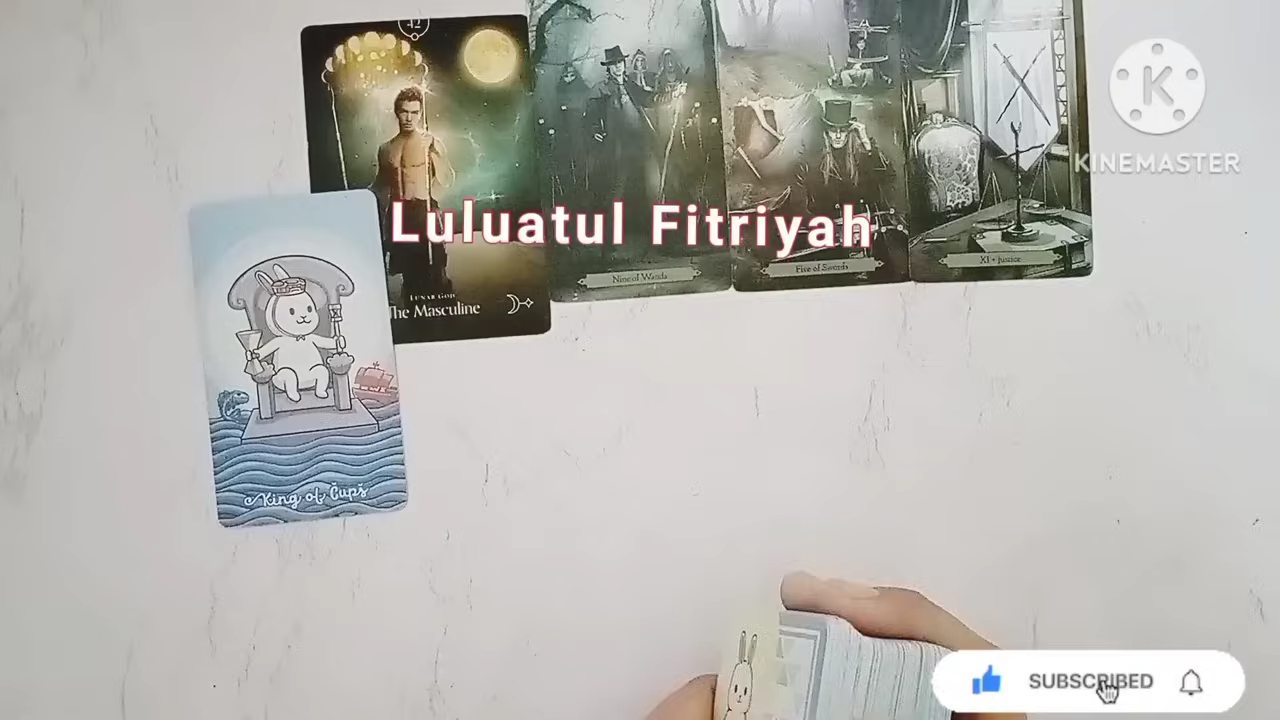 42
K
KINEMASTER
Luluatul Fitriyah
LUNAR GOD
The Masculine
Nine of Wands
Five of Swords
XI • Justice
King of Cups
SUBSCRIBED